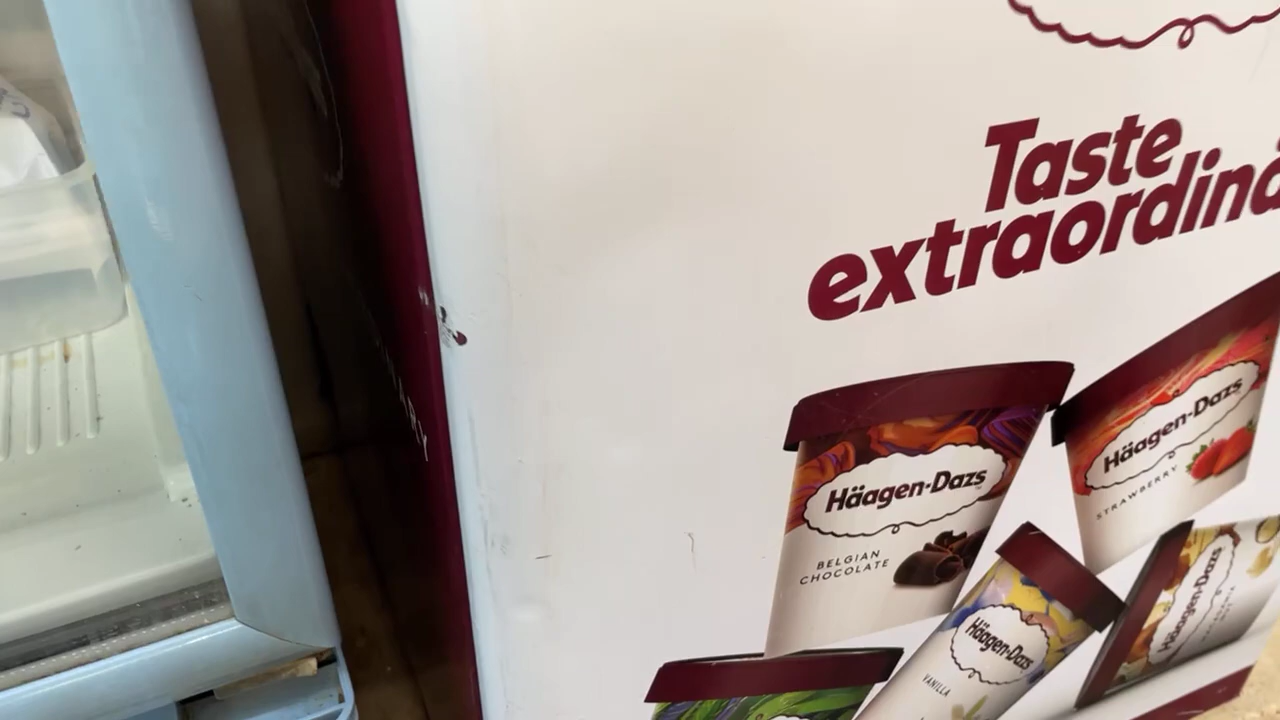 Taste
extraordina
Häagen-Dazs
BELGIAN
CHOCOLATE
Häagen-Dazs
STRAWBERRY
Häagen-Dazs
VANILLA
Häagen-Dazs